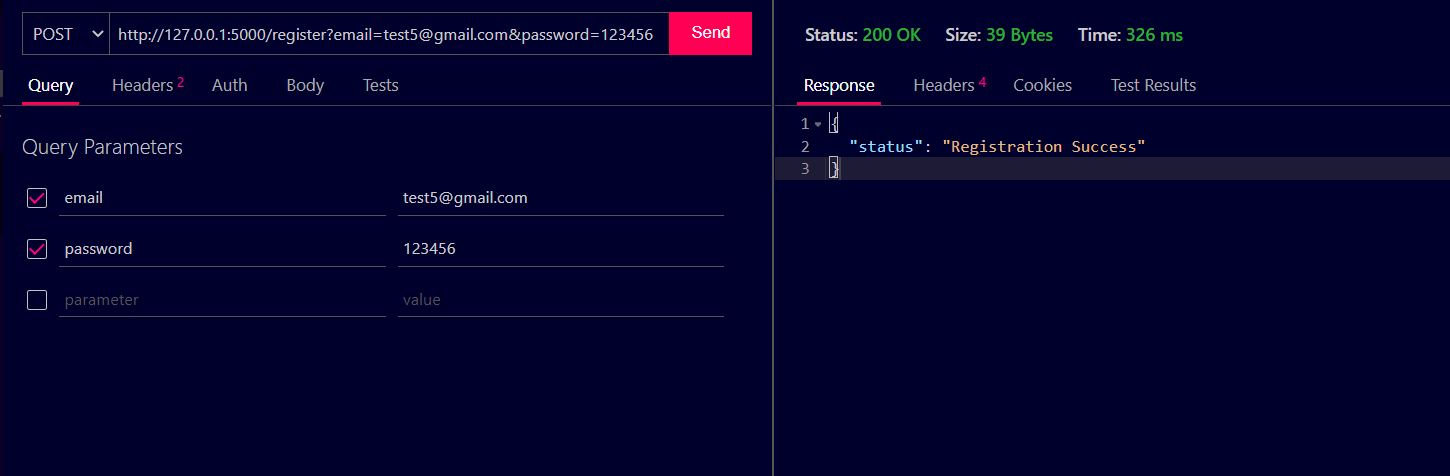 POST
http://127.0.0.1:5000/register?email=test5@gmail.com&password=123456
Send
Query Headers 2 Auth Body Tests
Query Parameters
email test5@gmail.com
password 123456
parameter value
Status: 200 OK Size: 39 Bytes Time: 326 ms
Response Headers 4 Cookies Test Results
1 {
2 "status": "Registration Success"
3 }